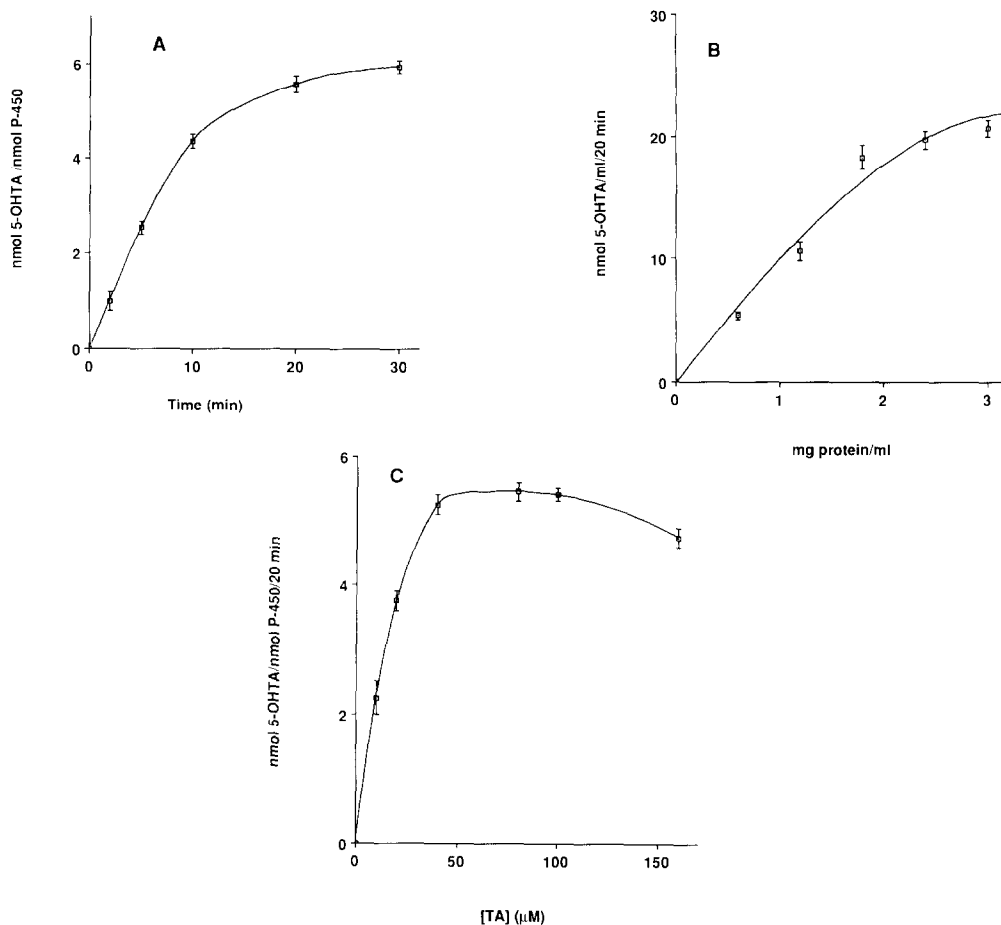 A
nmol 5-OHTA /nmol P-450
6
4
2
0
0 10 20 30
Time (min)
B
nmol 5-OHTA/ml/20 min
30
20
10
0
0 1 2 3
mg protein/ml
C
nmol 5-OHTA/nmol P-450/20 min
6
4
2
0
0 50 100 150
[TA] (μM)